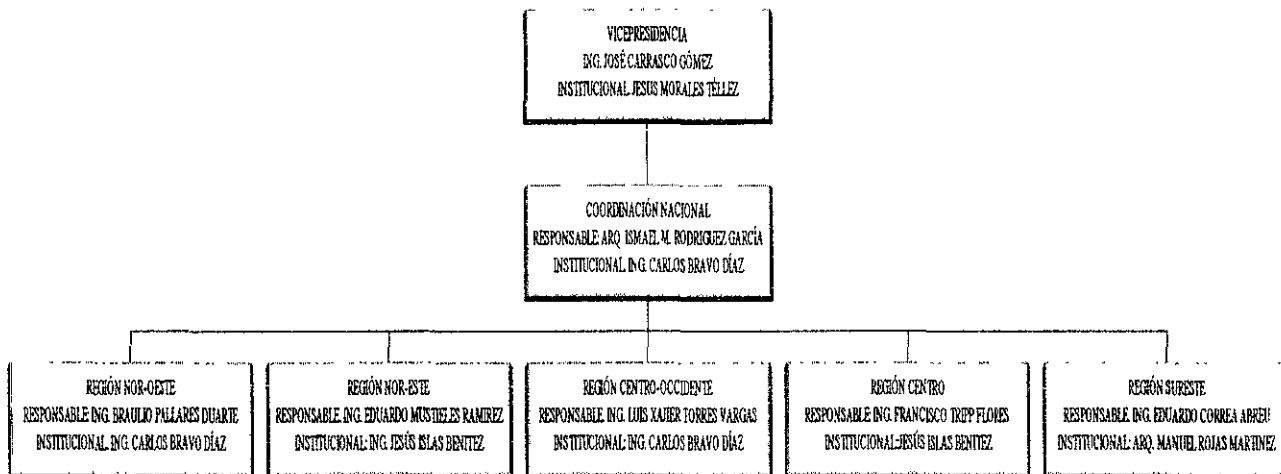 VICEPRESIDENCIA
ING. JOSÉ CARRASCO GÓMEZ
INSTITUCIONAL JESUS MORALES TÉLLEZ
COORDINACIÓN NACIONAL
RESPONSABLE: ARQ. ISMAEL M. RODRIGUEZ GARCÍA
INSTITUCIONAL. ING. CARLOS BRAVO DÍAZ
REGIÓN NOR-OESTE
RESPONSABLE ING. BRAULIO PALLARES DUARTE
INSTITUCIONAL. ING. CARLOS BRAVO DÍAZ
REGIÓN NOR-ESTE
RESPONSABLE. ING. EDUARDO MUSTIELES RAMIREZ
INSTITUCIONAL: ING. JESÚS ISLAS BENITEZ
REGIÓN CENTRO-OCCIDENTE
RESPONSABLE. ING. LUIS XAVIER TORRES VARGAS
INSTITUCIONAL: ING. CARLOS BRAVO DÍAZ
REGIÓN CENTRO
RESPONSABLE ING. FRANCISCO TRIPP FLORES
INSTITUCIONAL: JESÚS ISLAS BENITEZ
REGIÓN SURESTE
RESPONSABLE. ING. EDUARDO CORREA ABREU
INSTITUCIONAL: ARQ. MANUEL ROJAS MARTINEZ